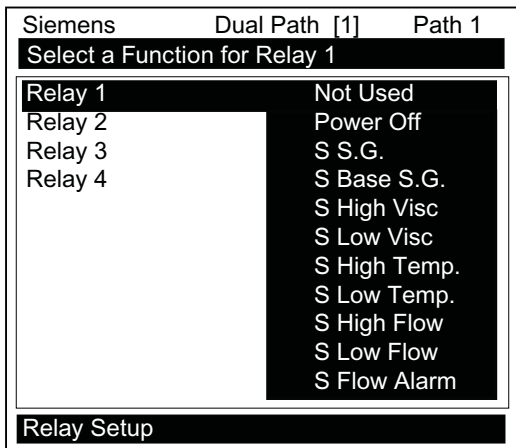 Siemens Dual Path [1] Path 1
Select a Function for Relay 1
Relay 1 Not Used
Relay 2 Power Off
Relay 3 S S.G.
Relay 4 S Base S.G.
S High Visc
S Low Visc
S High Temp.
S Low Temp.
S High Flow
S Low Flow
S Flow Alarm
Relay Setup